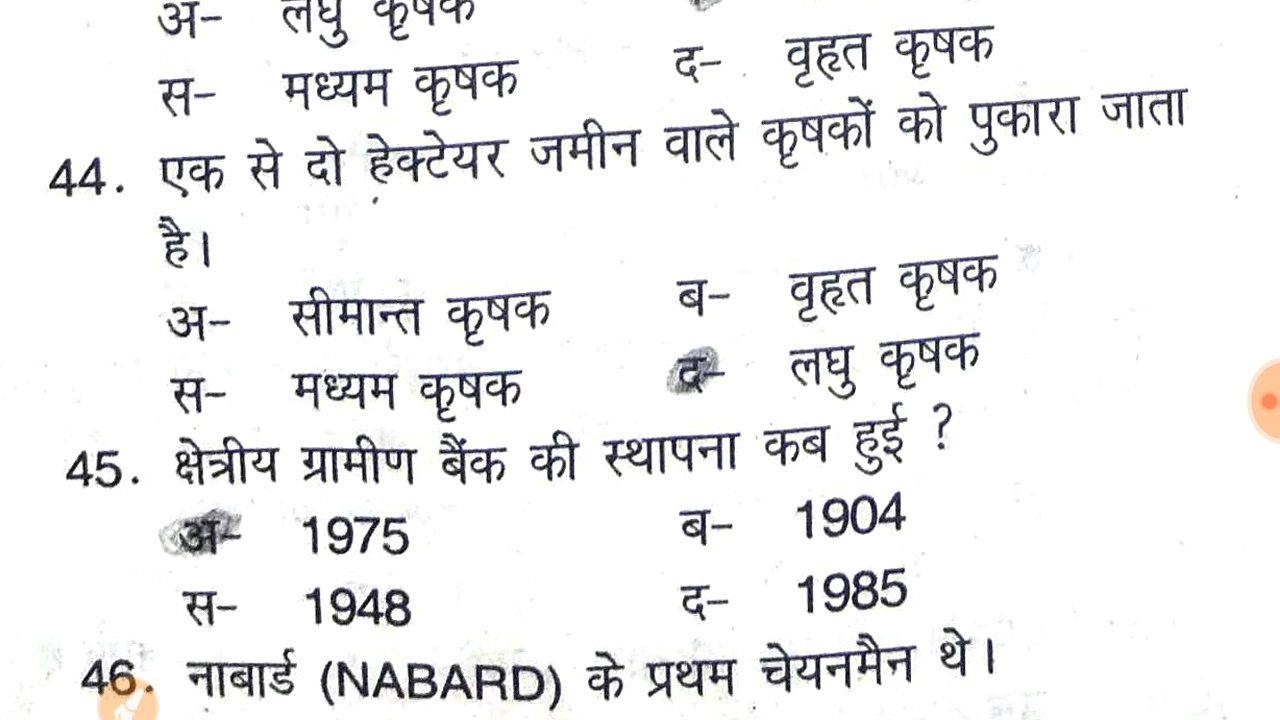 अ- लघु कृषक
स- मध्यम कृषक द- वृहत कृषक
44. एक से दो हेक्टेयर जमीन वाले कृषकों को पुकारा जाता
है।
अ- सीमान्त कृषक ब- वृहत कृषक
स- मध्यम कृषक द- लघु कृषक
45. क्षेत्रीय ग्रामीण बैंक की स्थापना कब हुई ?
अ- 1975 ब- 1904
स- 1948 द- 1985
46. नाबार्ड (NABARD) के प्रथम चेयनमैन थे।